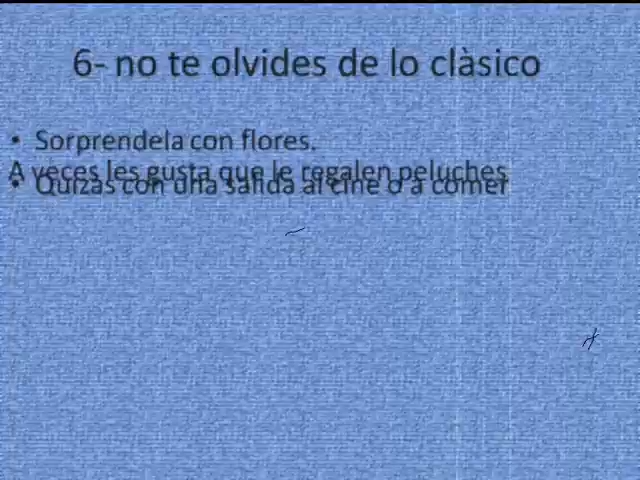 6- no te olvides de lo clàsico
• Sorprendela con flores.
A veces les gusta que le regalen peluches
• Quizas con una salida al cine o a comer